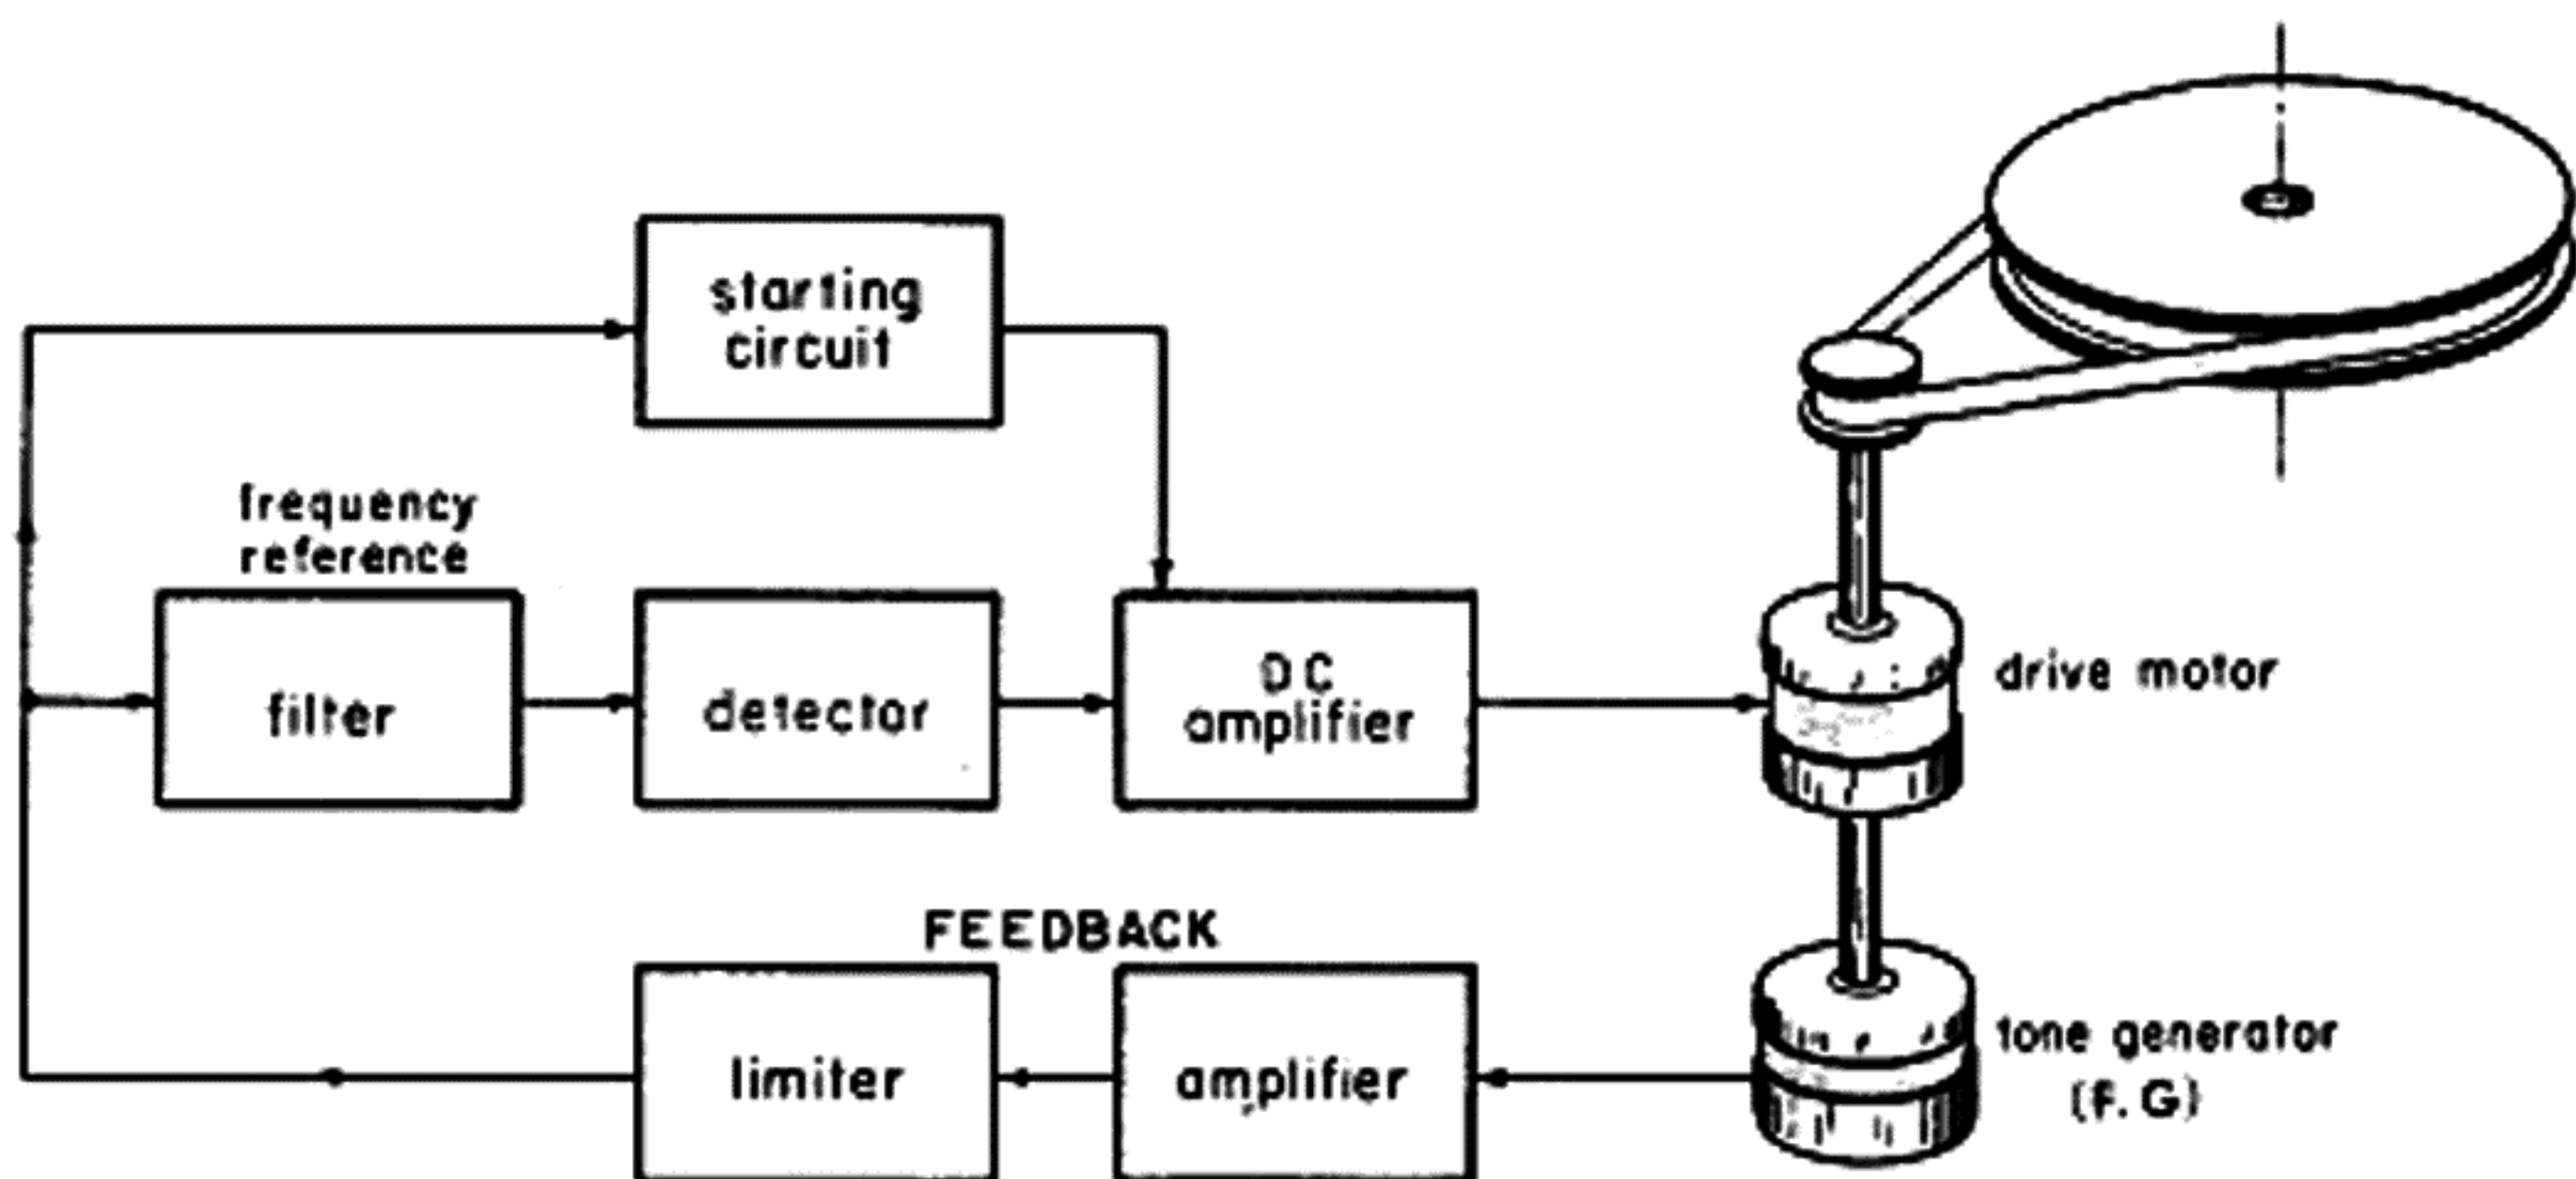 starting
circuit
frequency
reference
filter
detector
DC
amplifier
drive motor
FEEDBACK
limiter
amplifier
tone generator
(F.G)